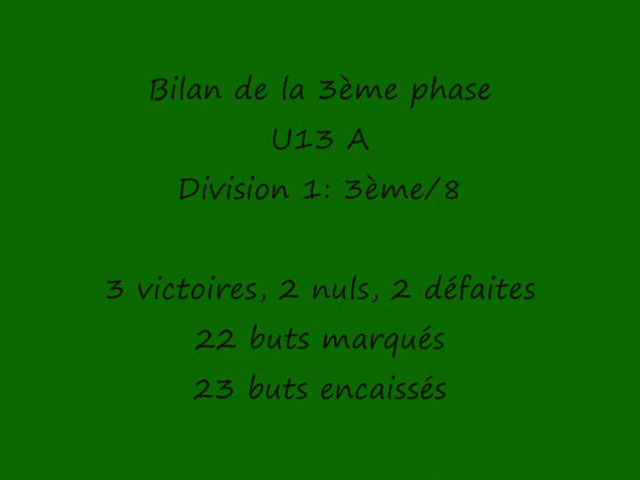 Bilan de la 3ème phase
U13 A
Division 1: 3ème/8
3 victoires, 2 nuls, 2 défaites
22 buts marqués
23 buts encaissés